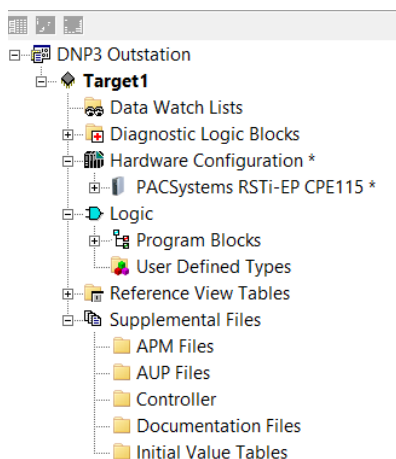 DNP3 Outstation
Target1
Data Watch Lists
Diagnostic Logic Blocks
Hardware Configuration *
PACSystems RSTi-EP CPE115 *
Logic
Program Blocks
User Defined Types
Reference View Tables
Supplemental Files
APM Files
AUP Files
Controller
Documentation Files
Initial Value Tables